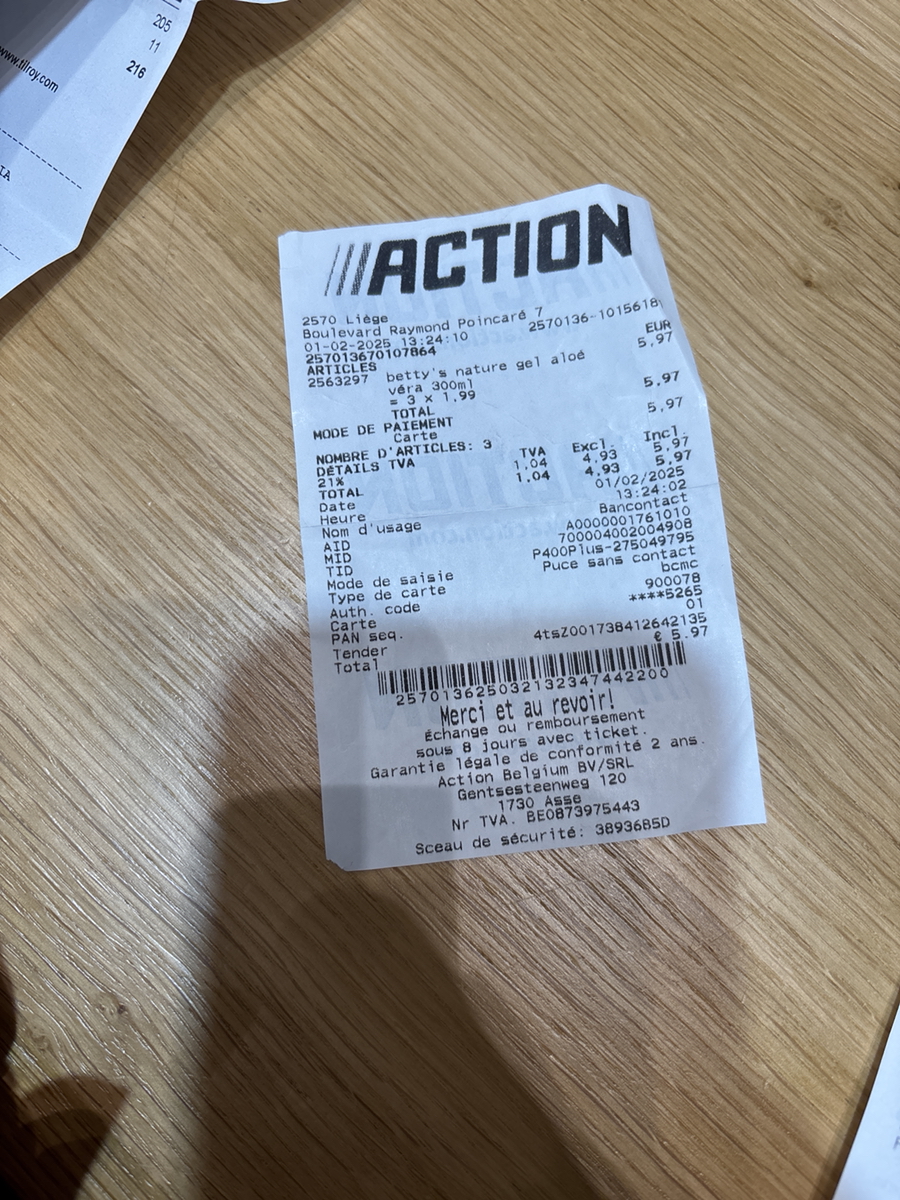 205
11
216
www.tilroy.com
IA
ACTION
2570 Liège
Boulevard Raymond Poincaré 7
01-02-2025 13:24:10 2570136-1015618
257013670107864 EUR
ARTICLES 5,97
2563297 betty's nature gel aloé
véra 300ml
= 3 x 1,99
TOTAL 5,97
MODE DE PAIEMENT
Carte 5,97
NOMBRE D'ARTICLES: 3
DÉTAILS TVA TVA Excl. Incl.
21% 1,04 4,93 5,97
TOTAL 1,04 4,93 5,97
Date 01/02/2025
Heure 13:24:02
Nom d'usage Bancontact
AID A0000001761010
MID 700004002004908
TID P400Plus-275049795
Mode de saisie Puce sans contact
Type de carte bcmc
Auth. code 900078
Carte ****5265
PAN seq. 01
Tender 4tsZ001738412642135
Total € 5.97
257013625032132347442200
Merci et au revoir!
Échange ou remboursement
sous 8 jours avec ticket.
Garantie légale de conformité 2 ans.
Action Belgium BV/SRL
Gentsesteenweg 120
1730 Asse
Nr TVA. BE0873975443
Sceau de sécurité: 3893685D